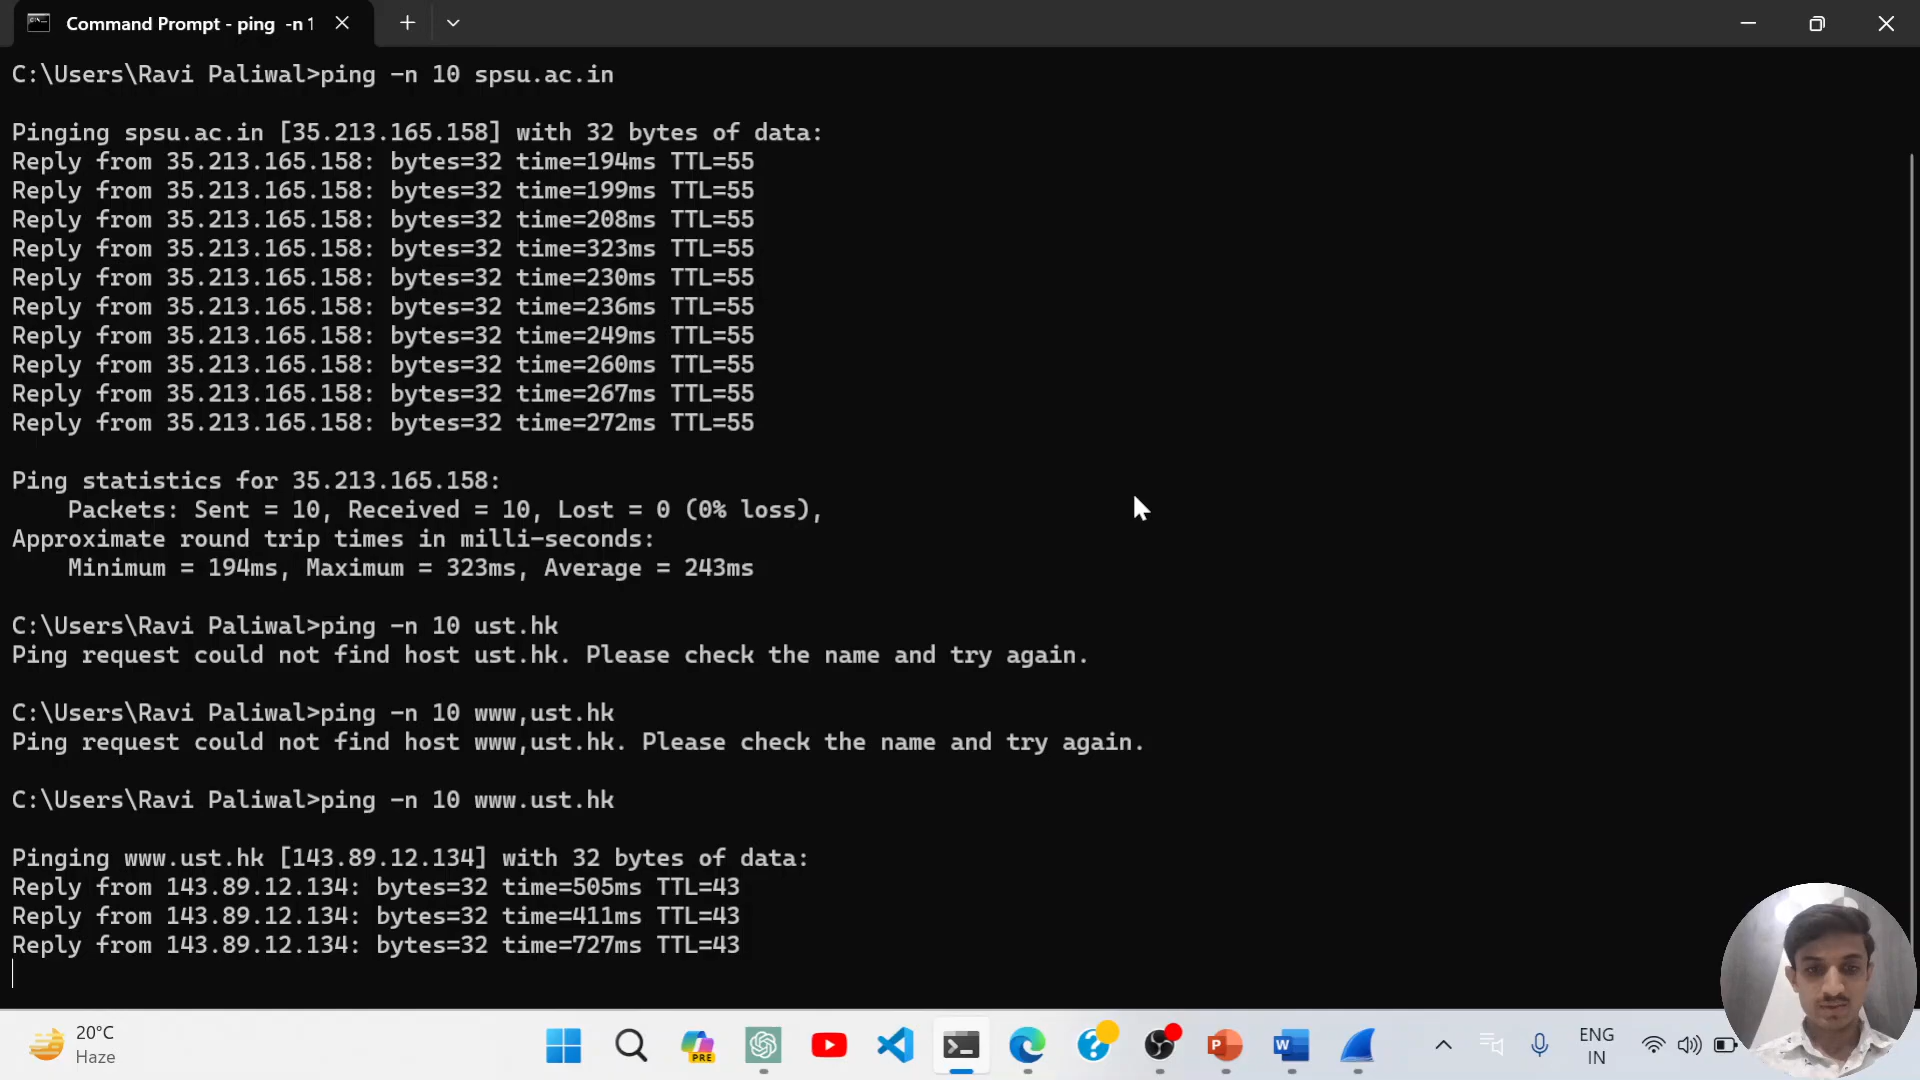 Command Prompt - ping -n 1
C:\Users\Ravi Paliwal>ping -n 10 spsu.ac.in
Pinging spsu.ac.in [35.213.165.158] with 32 bytes of data:
Reply from 35.213.165.158: bytes=32 time=194ms TTL=55
Reply from 35.213.165.158: bytes=32 time=199ms TTL=55
Reply from 35.213.165.158: bytes=32 time=208ms TTL=55
Reply from 35.213.165.158: bytes=32 time=323ms TTL=55
Reply from 35.213.165.158: bytes=32 time=230ms TTL=55
Reply from 35.213.165.158: bytes=32 time=236ms TTL=55
Reply from 35.213.165.158: bytes=32 time=249ms TTL=55
Reply from 35.213.165.158: bytes=32 time=260ms TTL=55
Reply from 35.213.165.158: bytes=32 time=267ms TTL=55
Reply from 35.213.165.158: bytes=32 time=272ms TTL=55
Ping statistics for 35.213.165.158:
Packets: Sent = 10, Received = 10, Lost = 0 (0% loss),
Approximate round trip times in milli-seconds:
Minimum = 194ms, Maximum = 323ms, Average = 243ms
C:\Users\Ravi Paliwal>ping -n 10 ust.hk
Ping request could not find host ust.hk. Please check the name and try again.
C:\Users\Ravi Paliwal>ping -n 10 www,ust.hk
Ping request could not find host www,ust.hk. Please check the name and try again.
C:\Users\Ravi Paliwal>ping -n 10 www.ust.hk
Pinging www.ust.hk [143.89.12.134] with 32 bytes of data:
Reply from 143.89.12.134: bytes=32 time=505ms TTL=43
Reply from 143.89.12.134: bytes=32 time=411ms TTL=43
Reply from 143.89.12.134: bytes=32 time=727ms TTL=43
20°C
Haze
PRE
P
W
ENG
IN